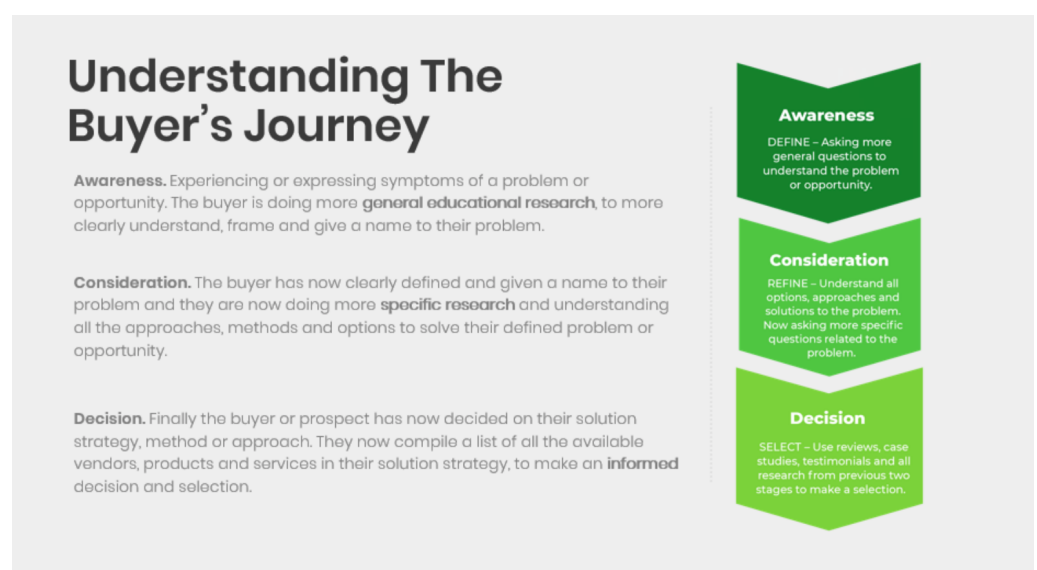 Understanding The
Buyer's Journey
Awareness. Experiencing or expressing symptoms of a problem or
opportunity. The buyer is doing more general educational research, to more
clearly understand, frame and give a name to their problem.
Consideration. The buyer has now clearly defined and given a name to their
problem and they are now doing more specific research and understanding
all the approaches, methods and options to solve their defined problem or
opportunity.
Decision. Finally the buyer or prospect has now decided on their solution
strategy, method or approach. They now compile a list of all the available
vendors, products and services in their solution strategy, to make an informed
decision and selection.
Awareness
DEFINE – Asking more
general questions to
understand the problem
or opportunity.
Consideration
REFINE – Understand all
options, approaches and
solutions to the problem.
Now asking more specific
questions related to the
problem.
Decision
SELECT – Use reviews, case
studies, testimonials and all
research from previous two
stages to make a selection.